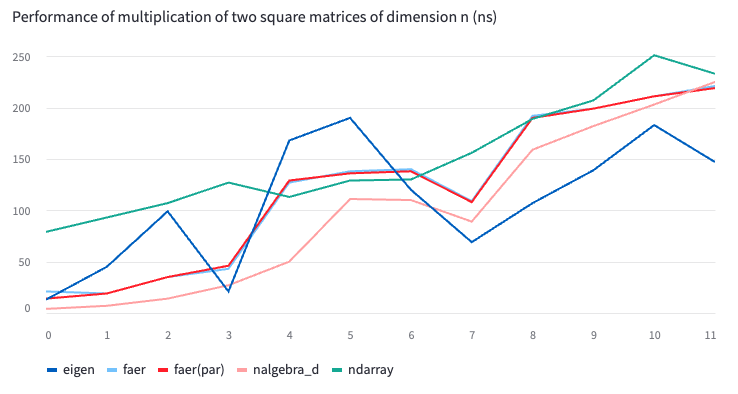 Performance of multiplication of two square matrices of dimension n (ns)
250
200
150
100
50
0
0 1 2 3 4 5 6 7 8 9 10 11
eigen faer faer(par) nalgebra_d ndarray